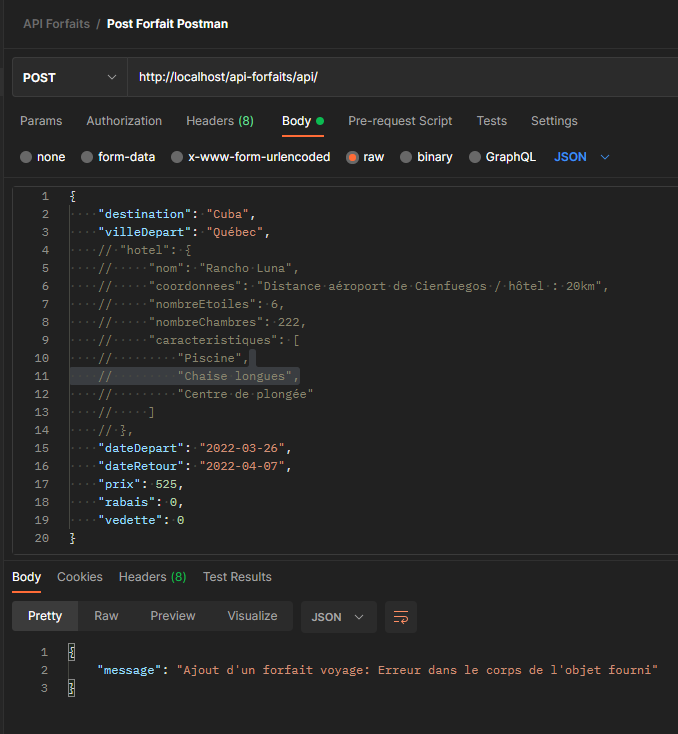 API Forfaits / Post Forfait Postman
POST http://localhost/api-forfaits/api/
Params Authorization Headers (8) Body Pre-request Script Tests Settings
none form-data x-www-form-urlencoded raw binary GraphQL JSON
1 {
2 "destination": "Cuba",
3 "villeDepart": "Québec",
4 // "hotel": {
5 // "nom": "Rancho Luna",
6 // "coordonnees": "Distance aéroport de Cienfuegos / hôtel : 20km",
7 // "nombreEtoiles": 6,
8 // "nombreChambres": 222,
9 // "caracteristiques": [
10 // "Piscine",
11 // "Chaise longues",
12 // "Centre de plongée"
13 // ]
14 // },
15 "dateDepart": "2022-03-26",
16 "dateRetour": "2022-04-07",
17 "prix": 525,
18 "rabais": 0,
19 "vedette": 0
20 }
Body Cookies Headers (8) Test Results
Pretty Raw Preview Visualize JSON
1 {
2 "message": "Ajout d'un forfait voyage: Erreur dans le corps de l'objet fourni"
3 }